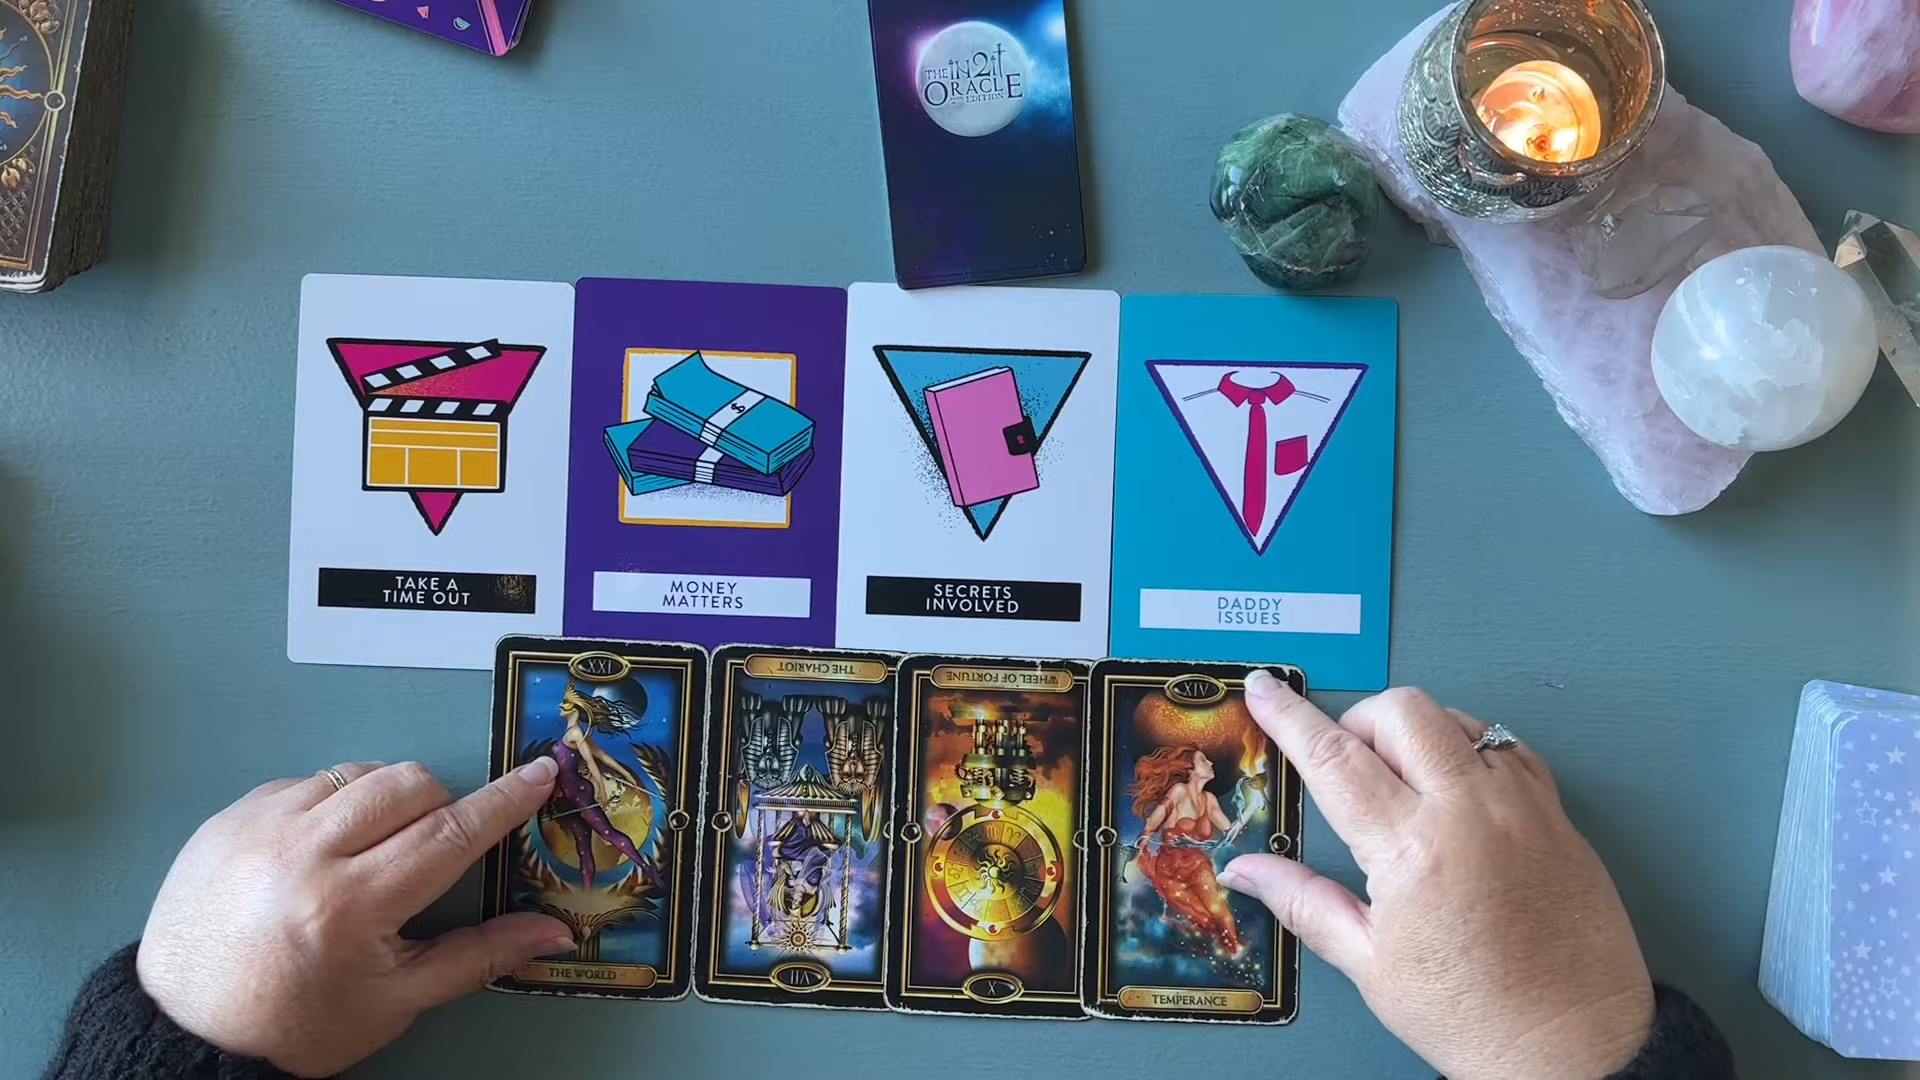 THE IN2IT
ORACLE
EDITION
TAKE A
TIME OUT
MONEY
MATTERS
SECRETS
INVOLVED
DADDY
ISSUES
XXI
THE CHARIOT
WHEEL OF FORTUNE
XIV
THE WORLD
VII
X
TEMPERANCE